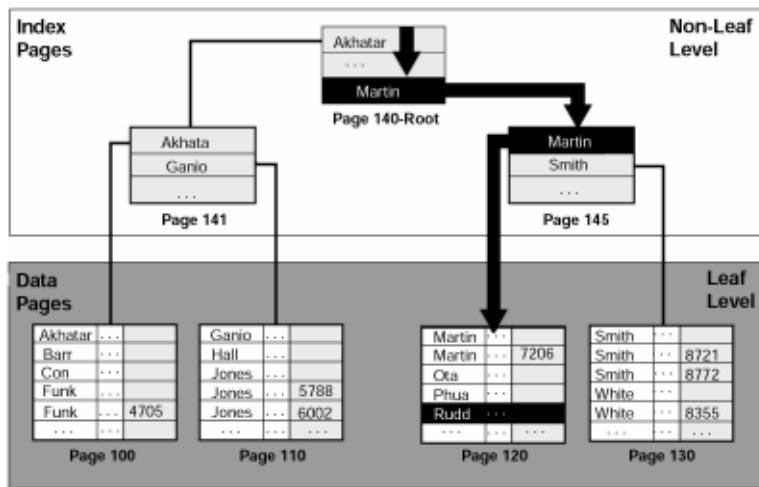 Index Pages
Non-Leaf Level
Akhatar
...
Martin
Page 140-Root
Akhata
Ganio
...
Page 141
Martin
Smith
...
Page 145
Data Pages
Leaf Level
Akhatar ...
Barr ...
Con ...
Funk ...
Funk ... 4705
... ...
Page 100
Ganio ...
Hall ...
Jones ...
Jones ... 5788
Jones ... 6002
... ... ...
Page 110
Martin ...
Martin ... 7206
Ota ...
Phua ...
Rudd ...
... ... ...
Page 120
Smith ...
Smith ... 8721
Smith ... 8772
White ...
White ... 8355
... ... ...
Page 130